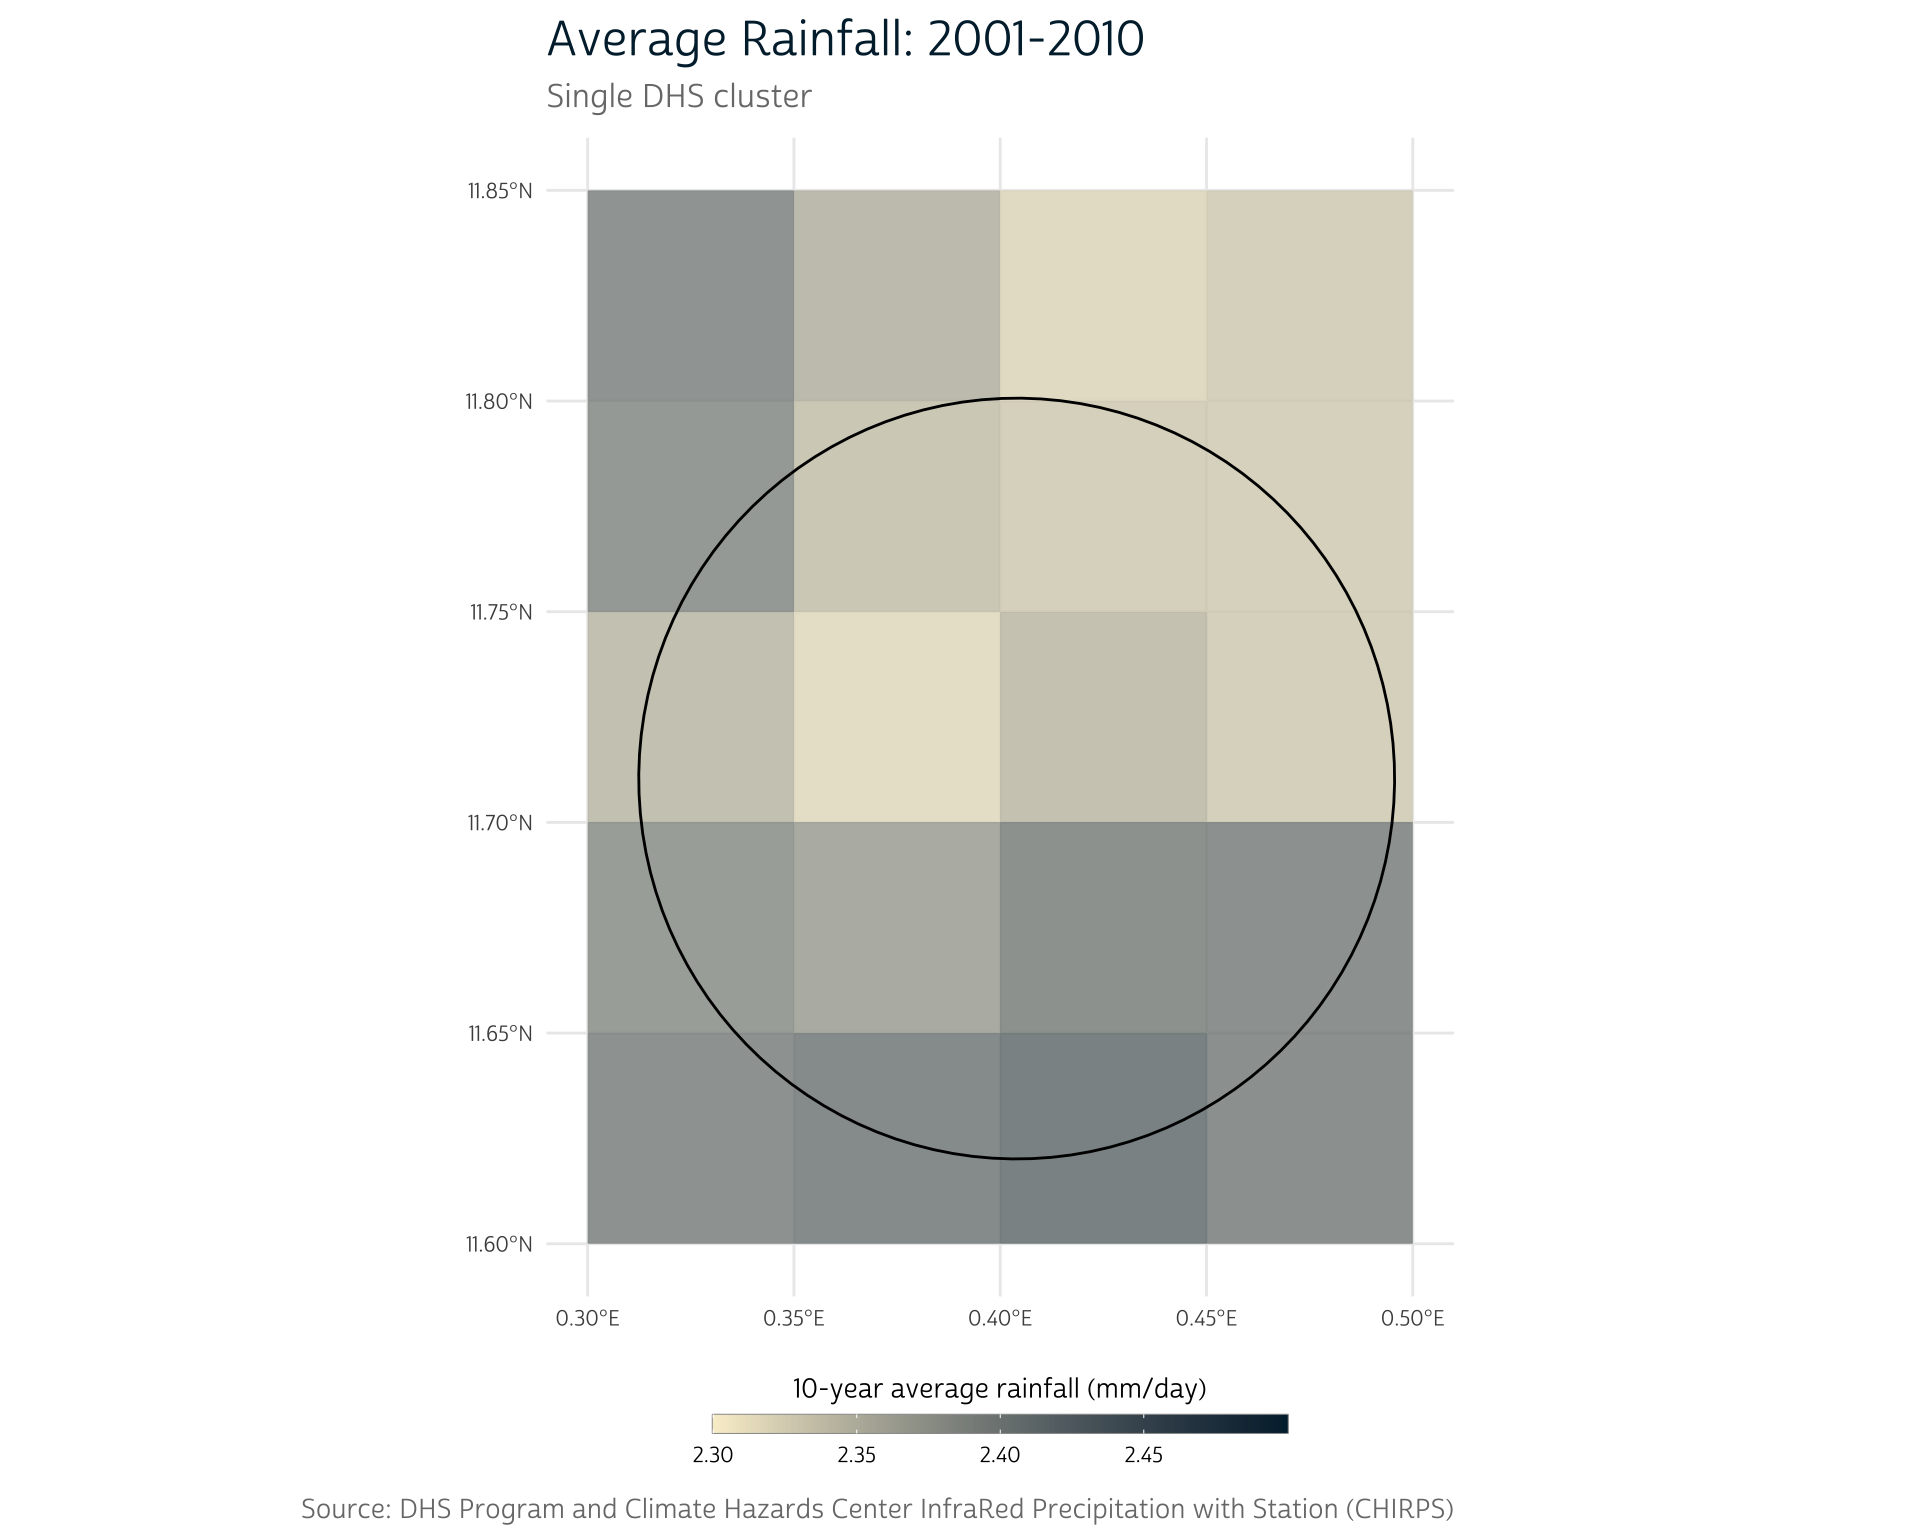 Average Rainfall: 2001-2010
Single DHS cluster
11.85°N
11.80°N
11.75°N
11.70°N
11.65°N
11.60°N
0.30°E 0.35°E 0.40°E 0.45°E 0.50°E
10-year average rainfall (mm/day)
2.30 2.35 2.40 2.45
Source: DHS Program and Climate Hazards Center InfraRed Precipitation with Station (CHIRPS)